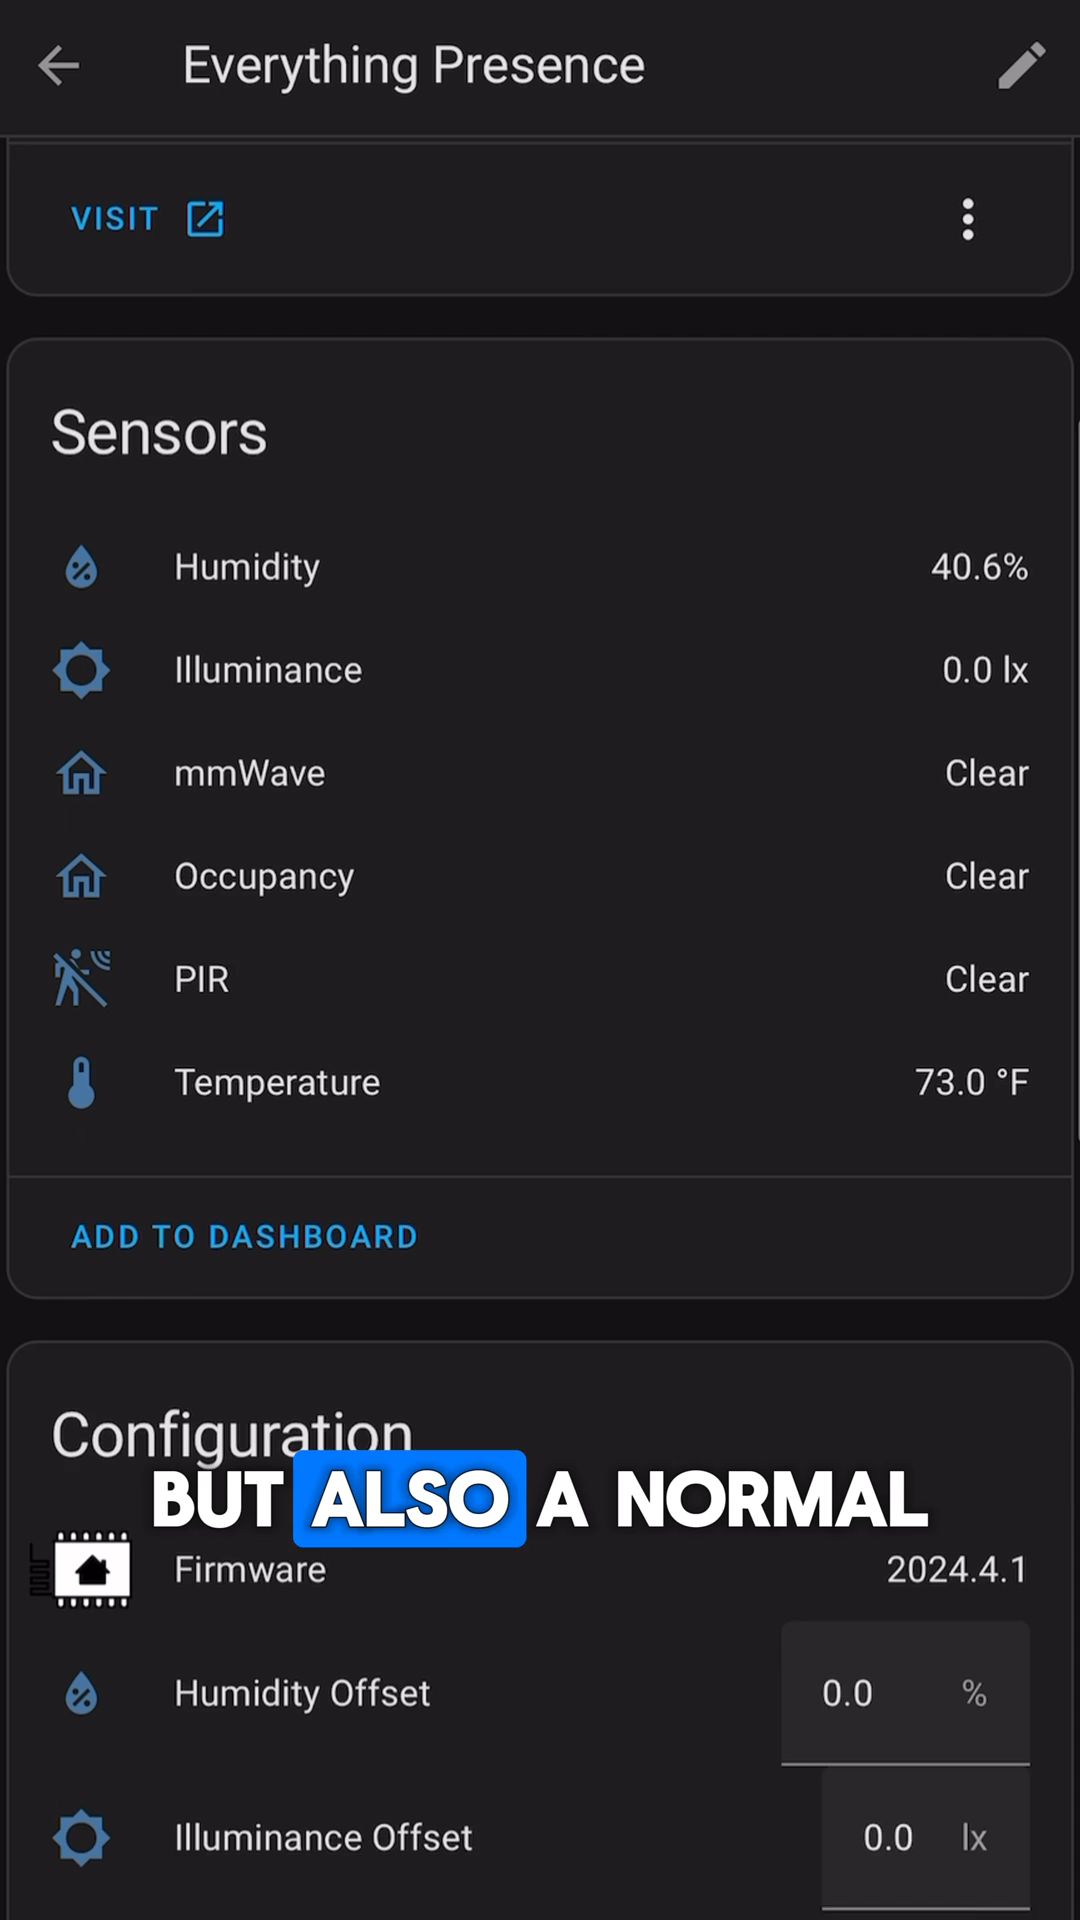 Everything Presence
VISIT
Sensors
Humidity 40.6%
Illuminance 0.0 lx
mmWave Clear
Occupancy Clear
PIR Clear
Temperature 73.0 °F
ADD TO DASHBOARD
Configuration
BUT ALSO A NORMAL
Firmware 2024.4.1
Humidity Offset 0.0 %
Illuminance Offset 0.0 lx